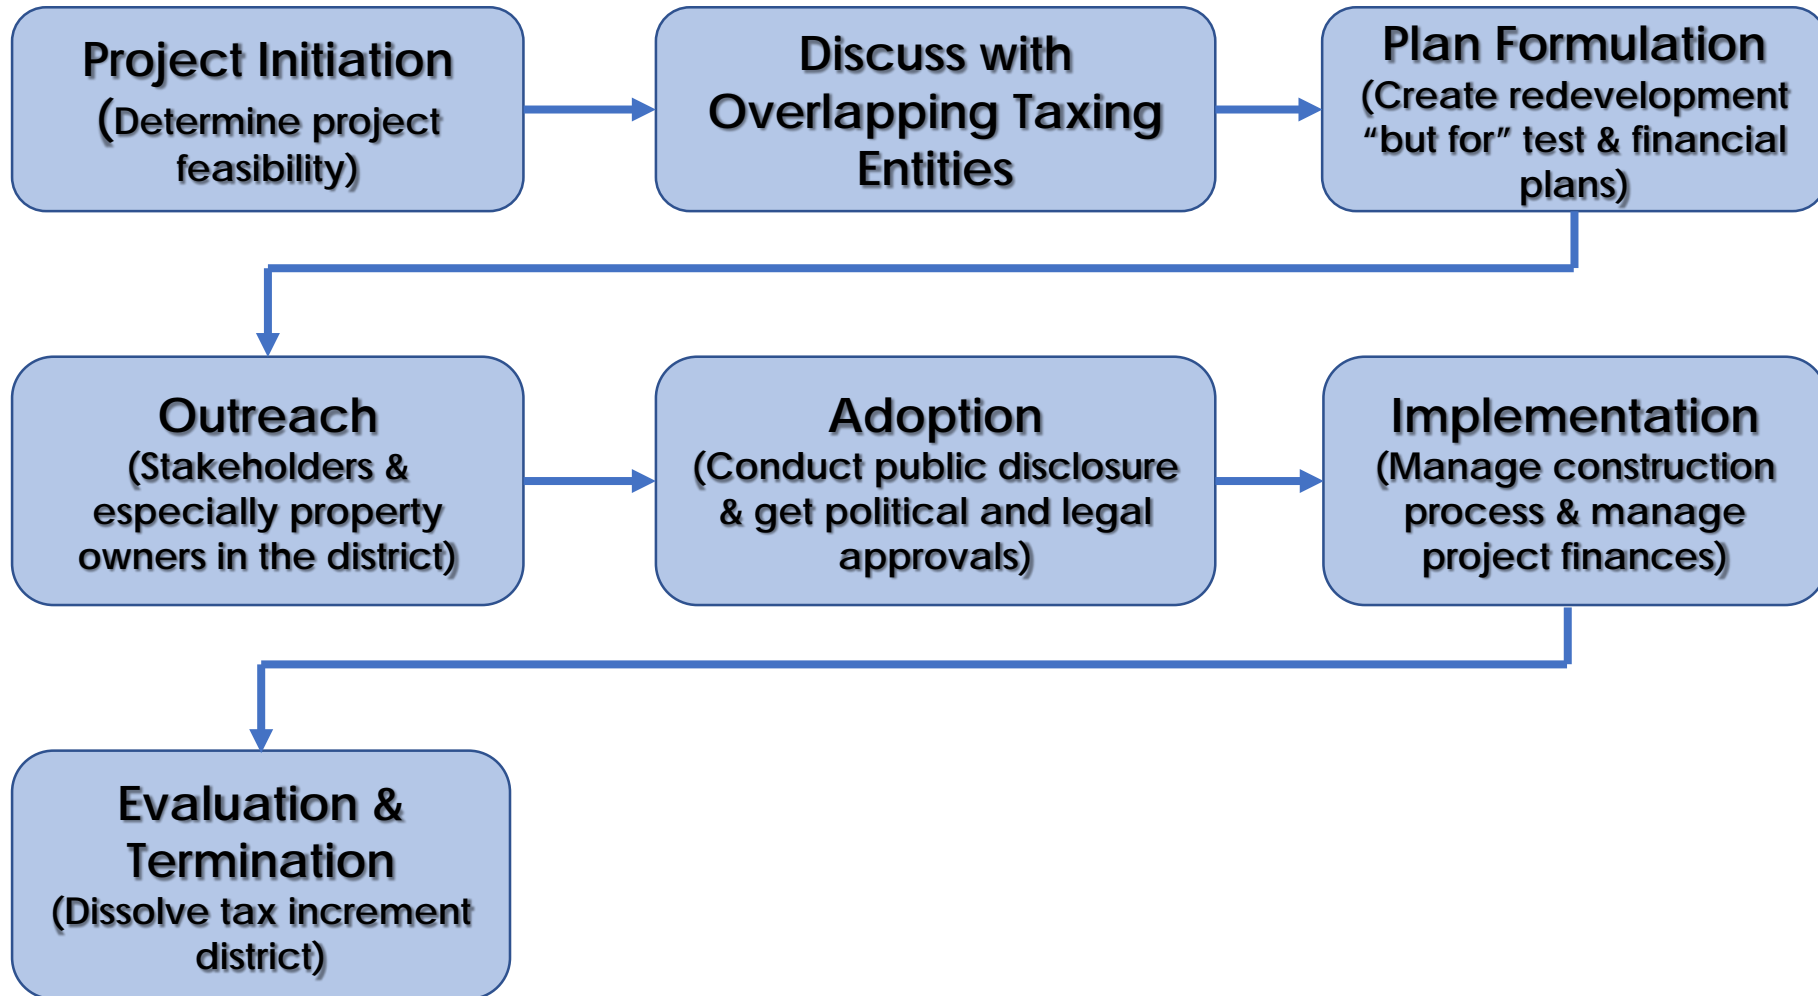 Project Initiation
(Determine project
feasibility)
Discuss with
Overlapping Taxing
Entities
Plan Formulation
(Create redevelopment
“but for” test & financial
plans)
Outreach
(Stakeholders &
especially property
owners in the district)
Adoption
(Conduct public disclosure
& get political and legal
approvals)
Implementation
(Manage construction
process & manage
project finances)
Evaluation &
Termination
(Dissolve tax increment
district)